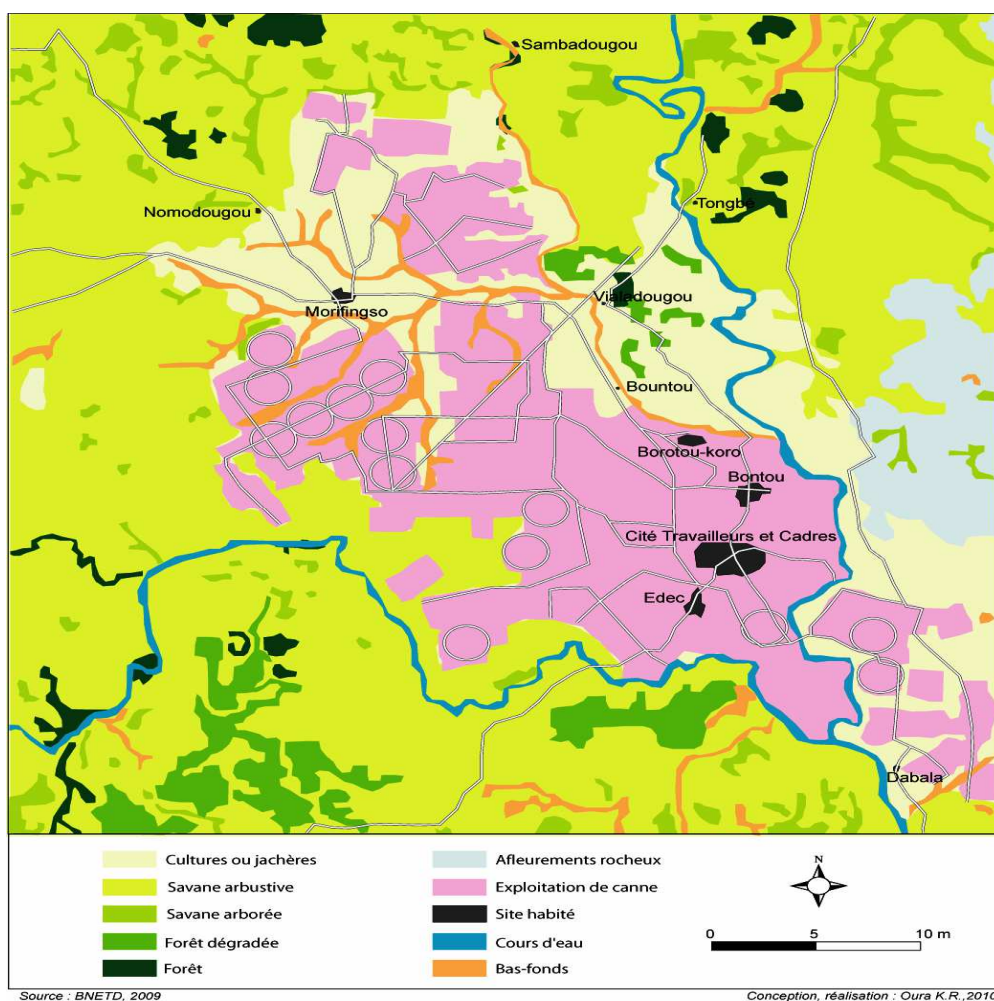 Sambadougou
Tongbé
Nomodougou
Vialadougou
Morifingso
Bountou
Borotou-koro
Bontou
Cité Travailleurs et Cadres
Edec
Dabala
Cultures ou jachères
Savane arbustive
Savane arborée
Forêt dégradée
Forêt
Afleurements rocheux
Exploitation de canne
Site habité
Cours d'eau
Bas-fonds
N
0 5 10 m
Source : BNETD, 2009
Conception, réalisation : Oura K.R.,2010